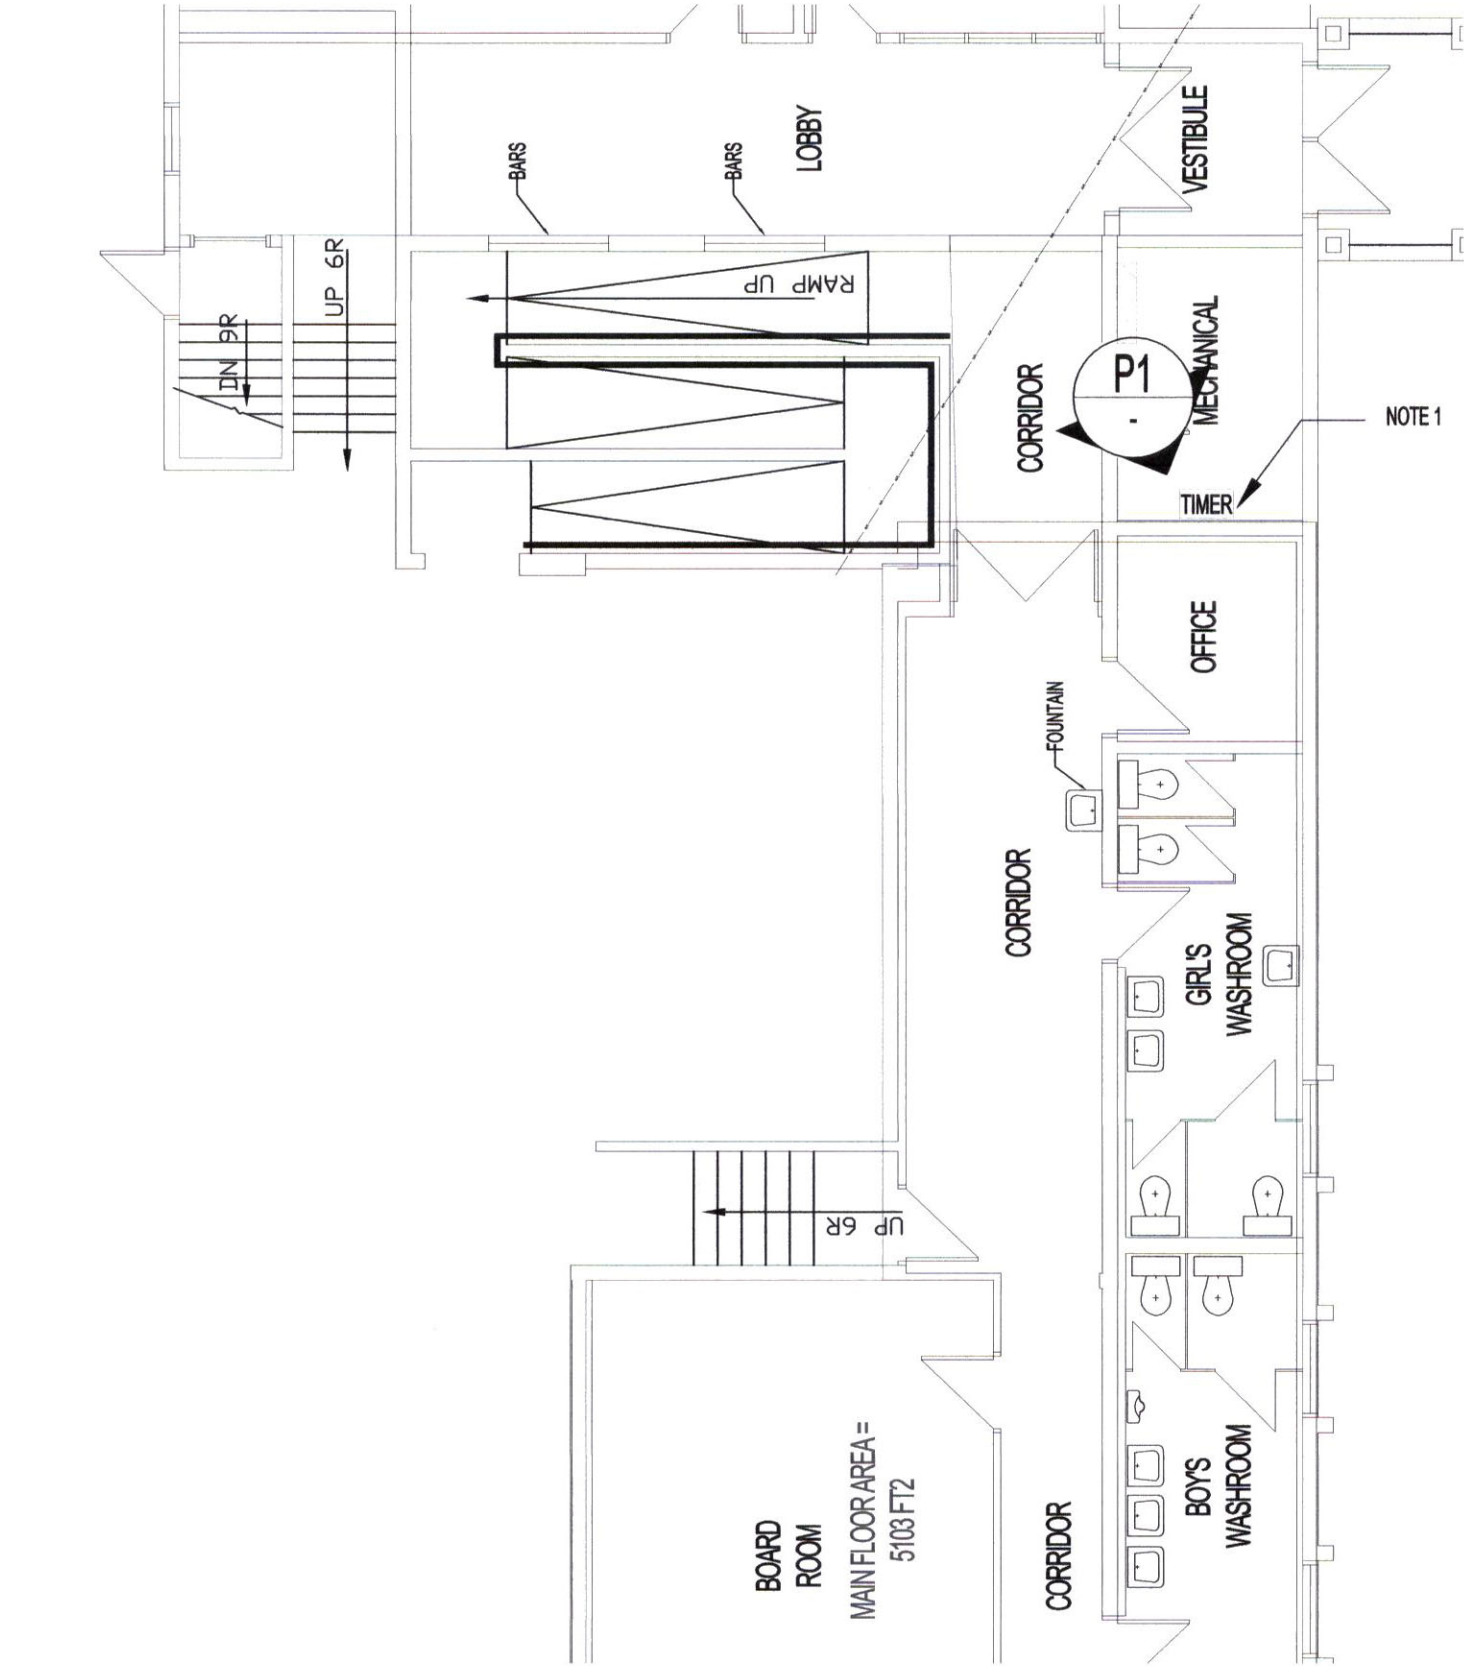 LOBBY
VESTIBULE
BARS
BARS
UP 6R
DN 9R
RAMP UP
CORRIDOR
P1
-
MECHANICAL
NOTE 1
TIMER
OFFICE
FOUNTAIN
CORRIDOR
GIRL'S
WASHROOM
UP 6R
BOARD
ROOM
MAIN FLOOR AREA =
5103 FT2
CORRIDOR
BOY'S
WASHROOM